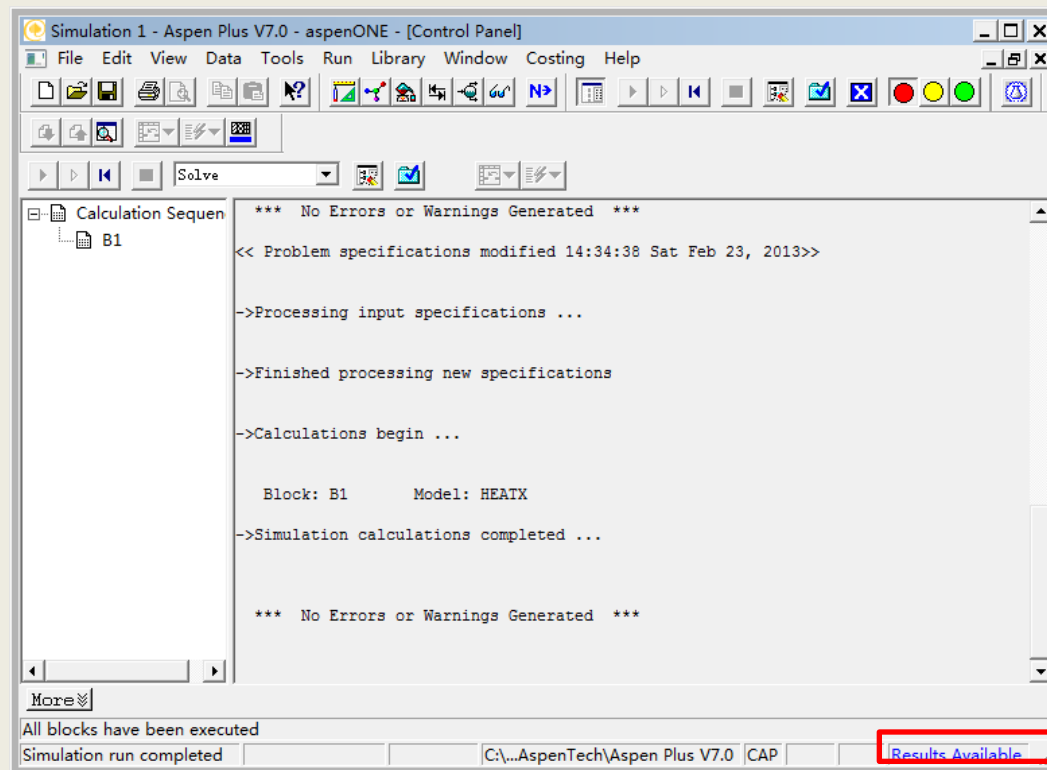 Simulation 1 - Aspen Plus V7.0 - aspenONE - [Control Panel]
File Edit View Data Tools Run Library Window Costing Help
N>
Solve
Calculation Sequen
B1
*** No Errors or Warnings Generated ***
<< Problem specifications modified 14:34:38 Sat Feb 23, 2013>>
->Processing input specifications ...
->Finished processing new specifications
->Calculations begin ...
Block: B1 Model: HEATX
->Simulation calculations completed ...
*** No Errors or Warnings Generated ***
More
All blocks have been executed
Simulation run completed C:\...AspenTech\Aspen Plus V7.0 CAP Results Available